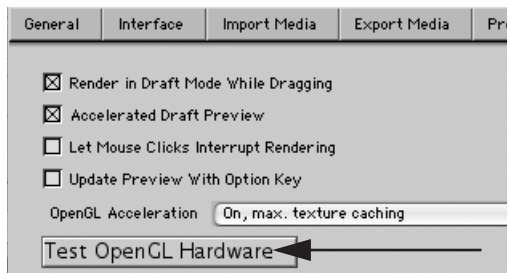 General Interface Import Media Export Media Pr
Render in Draft Mode While Dragging
Accelerated Draft Preview
Let Mouse Clicks Interrupt Rendering
Update Preview With Option Key
OpenGL Acceleration On, max. texture caching
Test OpenGL Hardware